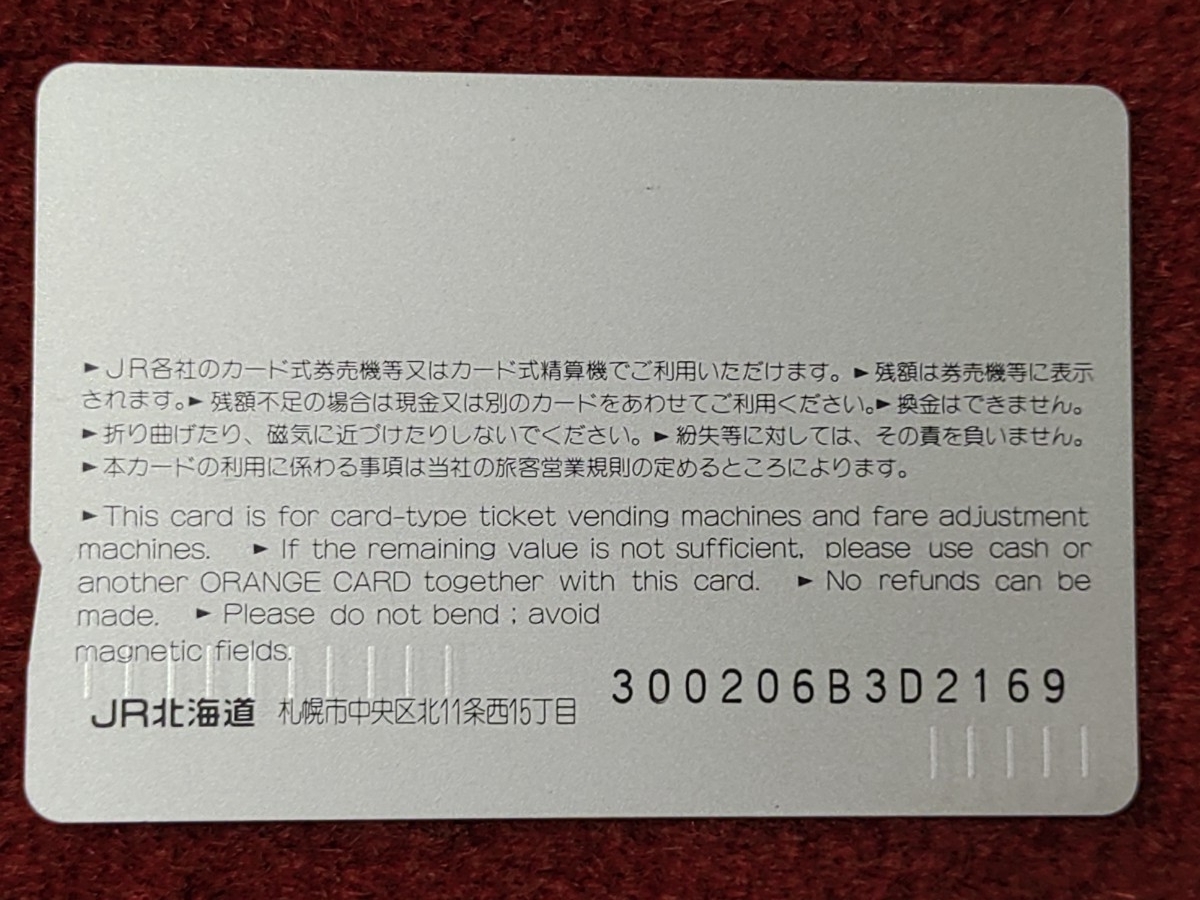 ►JR各社のカード式券売機等又はカード式精算機でご利用いただけます。►残額は券売機等に表示
されます。►残額不足の場合は現金又は別のカードをあわせてご利用ください。►換金はできません。
►折り曲げたり、磁気に近づけたりしないでください。►紛失等に対しては、その責を負いません。
►本カードの利用に係わる事項は当社の旅客営業規則の定めるところによります。
►This card is for card-type ticket vending machines and fare adjustment
machines. ►If the remaining value is not sufficient, please use cash or
another ORANGE CARD together with this card. ►No refunds can be
made. ►Please do not bend ; avoid
magnetic fields.
JR北海道 札幌市中央区北11条西15丁目
300206B3D2169